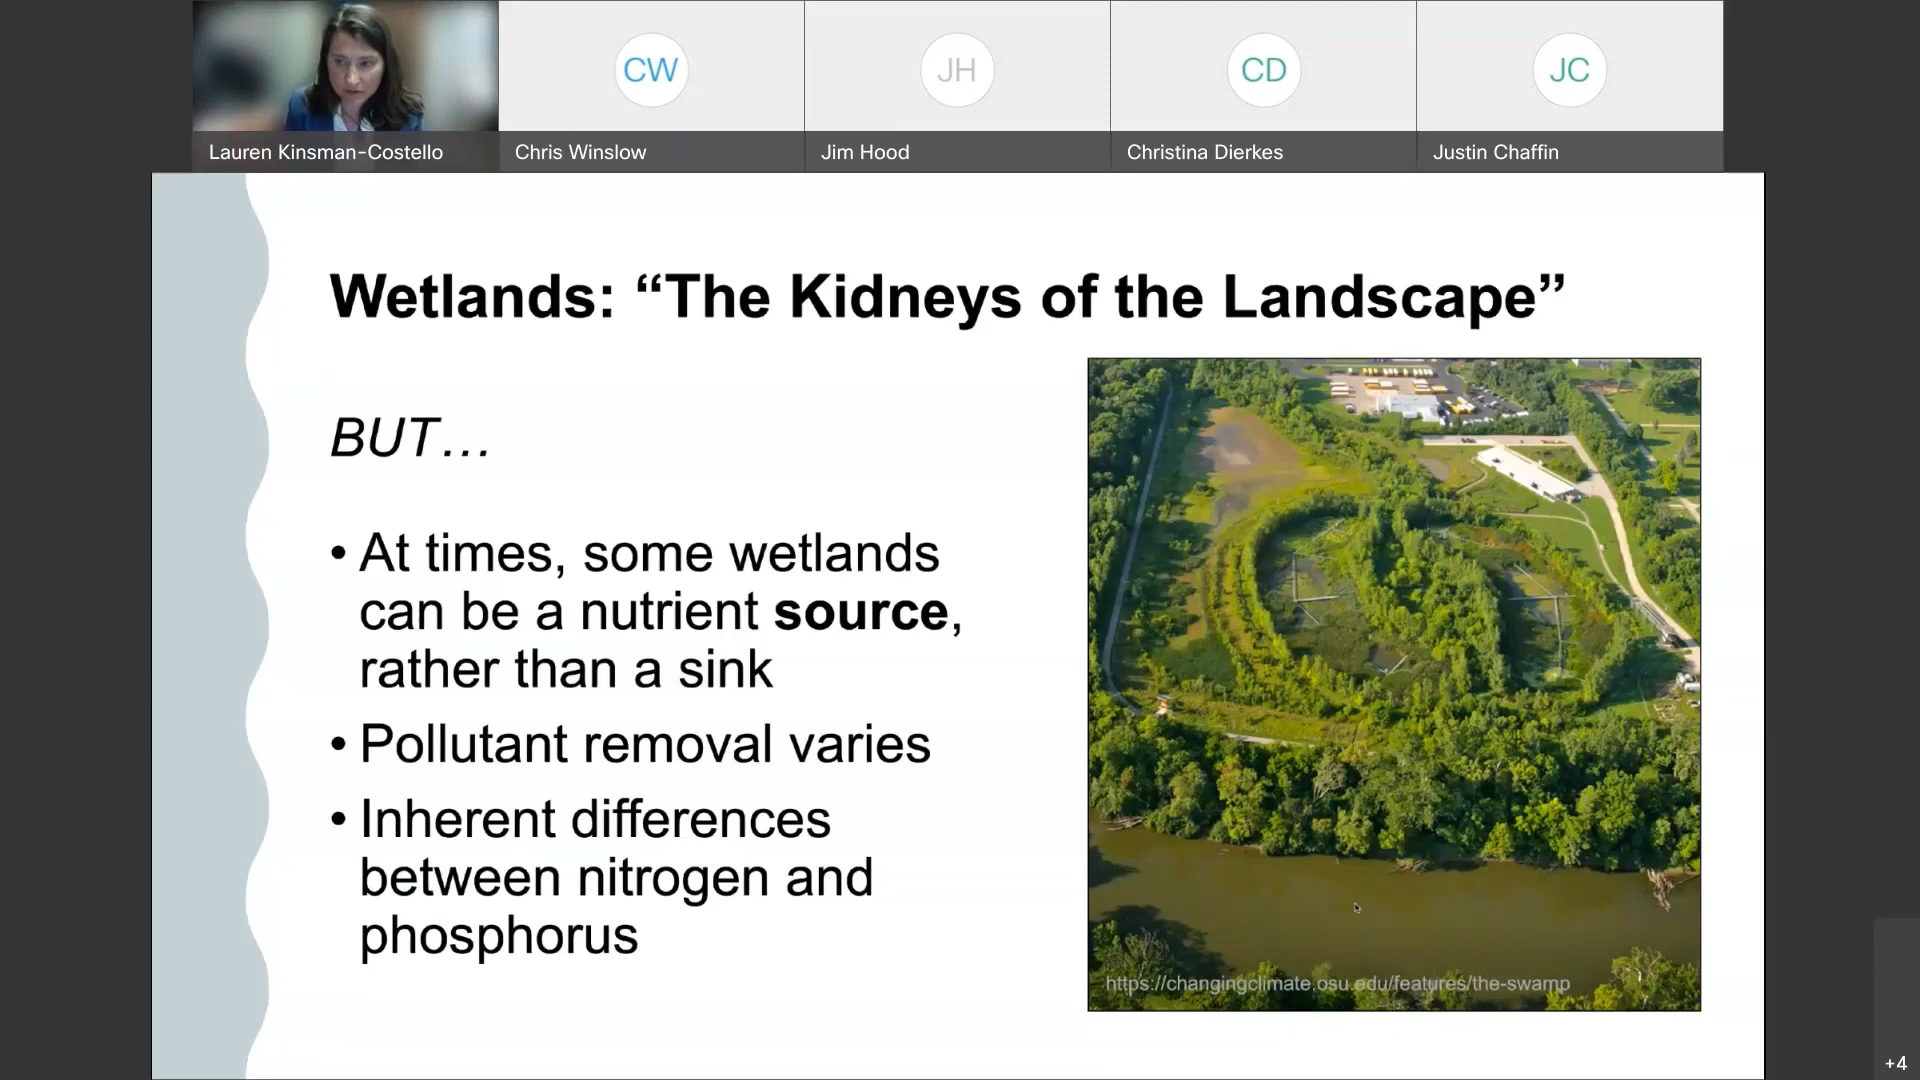 CW
JH
CD
JC
Lauren Kinsman-Costello
Chris Winslow
Jim Hood
Christina Dierkes
Justin Chaffin
Wetlands: “The Kidneys of the Landscape”
BUT…
• At times, some wetlands
can be a nutrient source,
rather than a sink
• Pollutant removal varies
• Inherent differences
between nitrogen and
phosphorus
https://changingclimate.osu.edu/features/the-swamp
+4